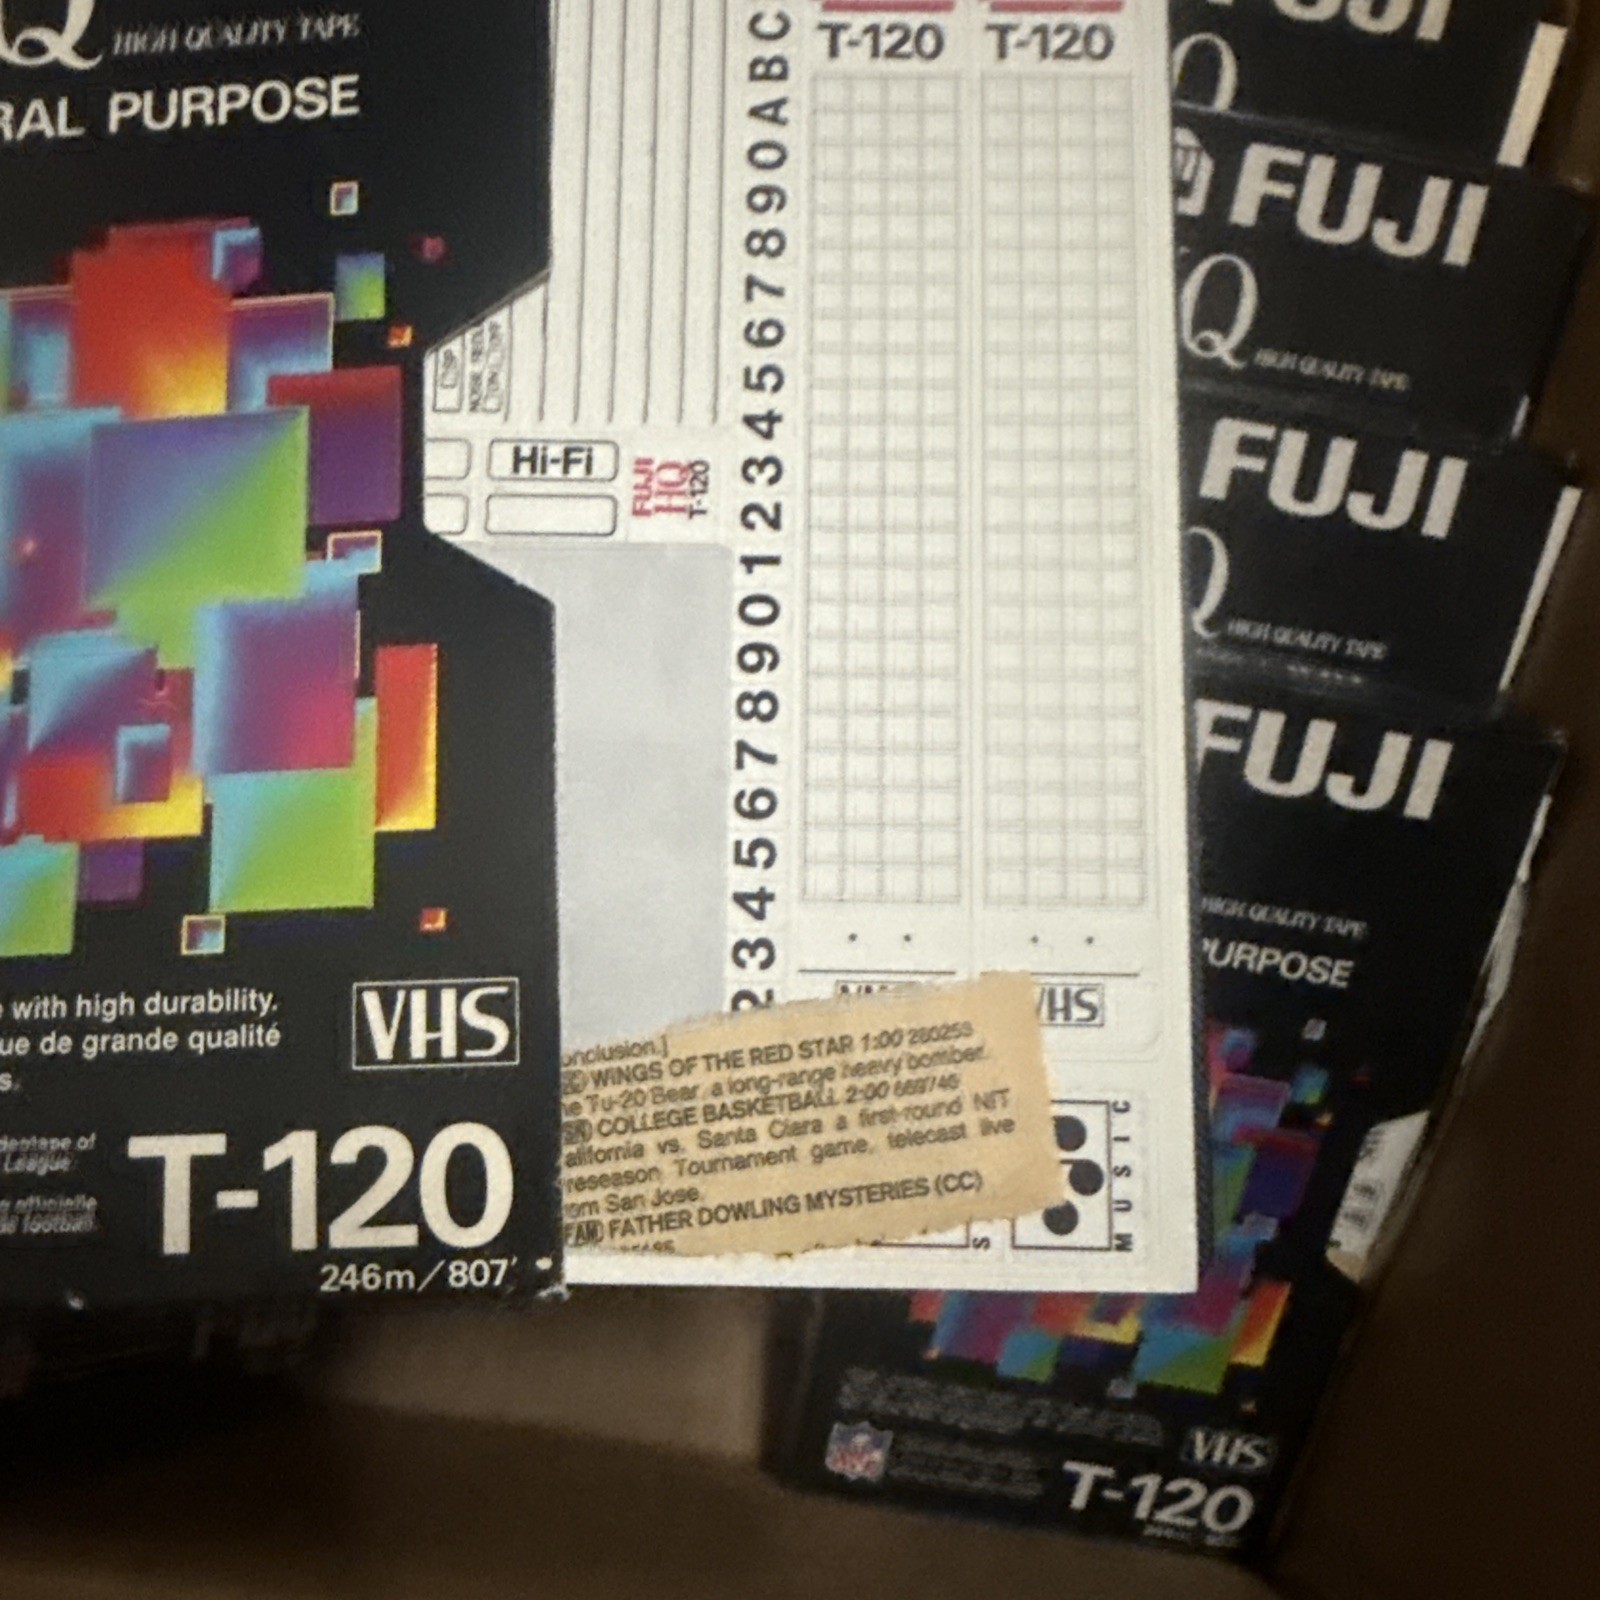 Q HIGH QUALITY TAPE
RAL PURPOSE
with high durability.
ue de grande qualité
s.
VHS
League
T-120
246m/807'
Hi-Fi
FUJI
HQ
T-120
2 3 4 5 6 7 8 9 0 1 2 3 4 5 6 7 8 9 0 A B C
T-120
T-120
VHS
MUSIC
S
onclusion.]
WINGS OF THE RED STAR 1:00 280253
e Tu-20 Bear, a long-range heavy bomber.
COLLEGE BASKETBALL 2:00 669746
alifornia vs. Santa Clara a first-round NIT
reseason Tournament game, telecast live
om San Jose.
FAM FATHER DOWLING MYSTERIES (CC)
FUJI
Q
FUJI
Q HIGH QUALITY TAPE
FUJI
Q HIGH QUALITY TAPE
FUJI
HIGH QUALITY TAPE
PURPOSE
VHS
T-120